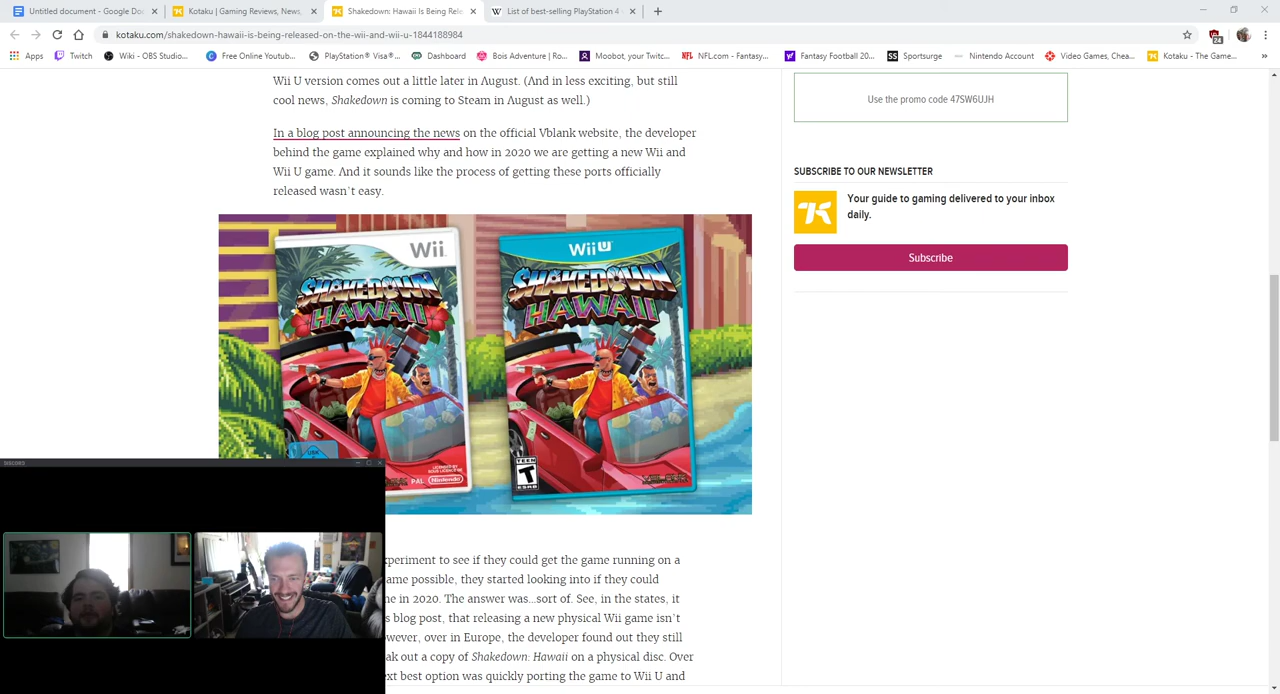 Untitled document - Google Do
Kotaku | Gaming Reviews, News,
Shakedown: Hawaii Is Being Rele
List of best-selling PlayStation 4
kotaku.com/shakedown-hawaii-is-being-released-on-the-wii-and-wii-u-1844188984
24
Apps
Twitch
Wiki - OBS Studio...
Free Online Youtub...
PlayStation® Visa®...
Dashboard
Bois Adventure | Ro...
Moobot, your Twitc...
NFL.com - Fantasy...
Fantasy Football 20...
Sportsurge
Nintendo Account
Video Games, Chea...
Kotaku - The Game...
Wii U version comes out a little later in August. (And in less exciting, but still
cool news, Shakedown is coming to Steam in August as well.)
In a blog post announcing the news on the official Vblank website, the developer
behind the game explained why and how in 2020 we are getting a new Wii and
Wii U game. And it sounds like the process of getting these ports officially
released wasn't easy.
Wii
SHAKEDOWN
HAWAII
PAL
Nintendo
Wii U
SHAKEDOWN
HAWAII
TEEN
T
ESRB
DISCORD
xperiment to see if they could get the game running on a
ame possible, they started looking into if they could
ne in 2020. The answer was...sort of. See, in the states, it
s blog post, that releasing a new physical Wii game isn't
owever, over in Europe, the developer found out they still
ak out a copy of Shakedown: Hawaii on a physical disc. Over
ext best option was quickly porting the game to Wii U and
Use the promo code 47SW6UJH
SUBSCRIBE TO OUR NEWSLETTER
Your guide to gaming delivered to your inbox
daily.
Subscribe